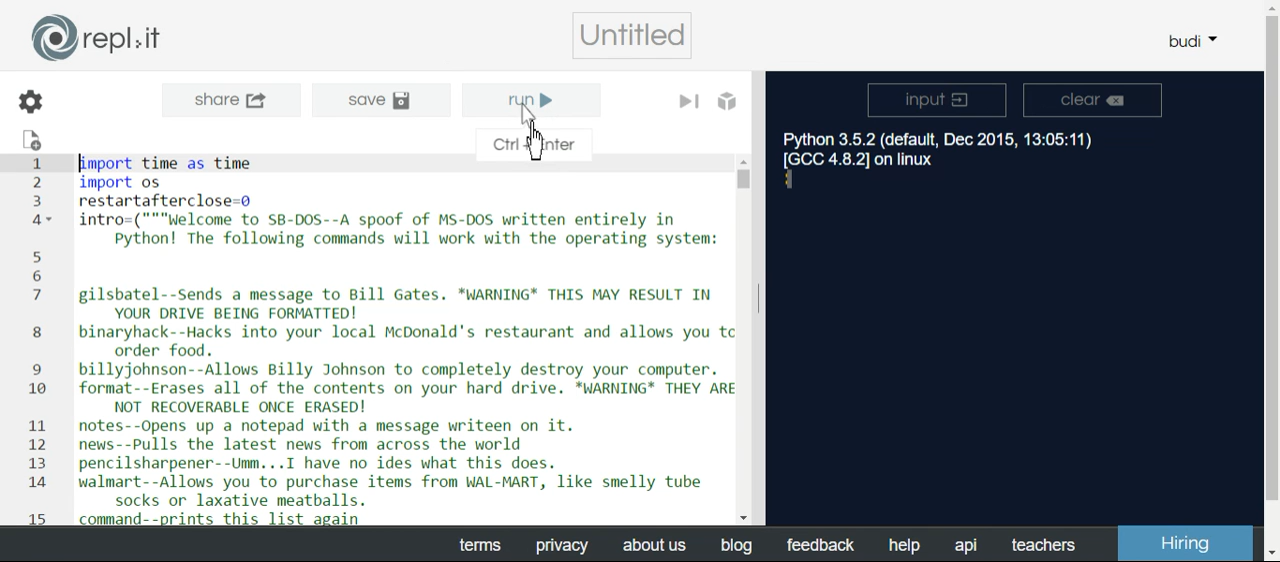 repl.it
Untitled
budi
share
save
run
input
clear
Ctrl + Enter
Python 3.5.2 (default, Dec 2015, 13:05:11)
[GCC 4.8.2] on linux
1 import time as time
2 import os
3 restartafterclose=0
4 intro=("""Welcome to SB-DOS--A spoof of MS-DOS written entirely in
Python! The following commands will work with the operating system:
5
6
7 gilsbatel--Sends a message to Bill Gates. *WARNING* THIS MAY RESULT IN
YOUR DRIVE BEING FORMATTED!
8 binaryhack--Hacks into your local McDonald's restaurant and allows you to
order food.
9 billyjohnson--Allows Billy Johnson to completely destroy your computer.
10 format--Erases all of the contents on your hard drive. *WARNING* THEY ARE
NOT RECOVERABLE ONCE ERASED!
11 notes--Opens up a notepad with a message writeen on it.
12 news--Pulls the latest news from across the world
13 pencilsharpener--Umm...I have no ides what this does.
14 walmart--Allows you to purchase items from WAL-MART, like smelly tube
socks or laxative meatballs.
15 command--prints this list again
terms privacy about us blog feedback help api teachers Hiring